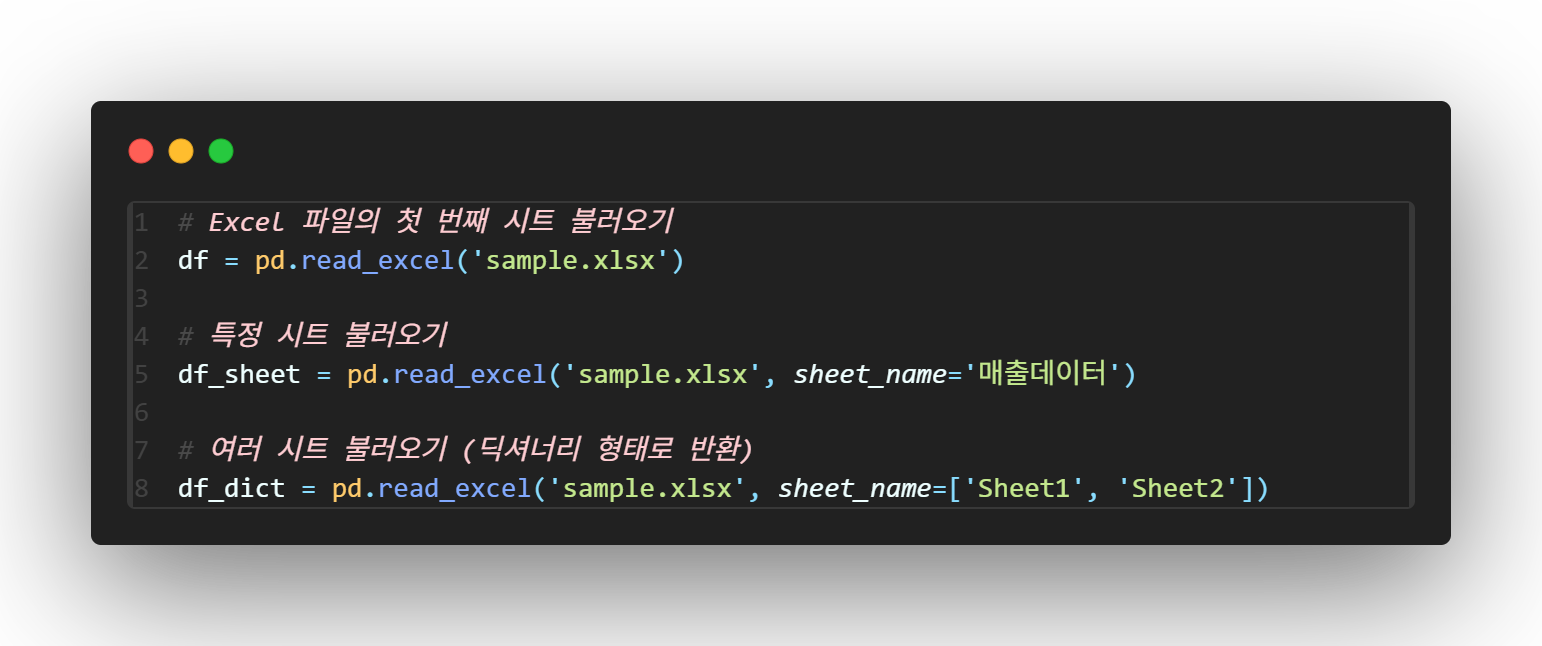 1 # Excel 파일의 첫 번째 시트 불러오기
2 df = pd.read_excel('sample.xlsx')
3
4 # 특정 시트 불러오기
5 df_sheet = pd.read_excel('sample.xlsx', sheet_name='매출데이터')
6
7 # 여러 시트 불러오기 (딕셔너리 형태로 반환)
8 df_dict = pd.read_excel('sample.xlsx', sheet_name=['Sheet1', 'Sheet2'])